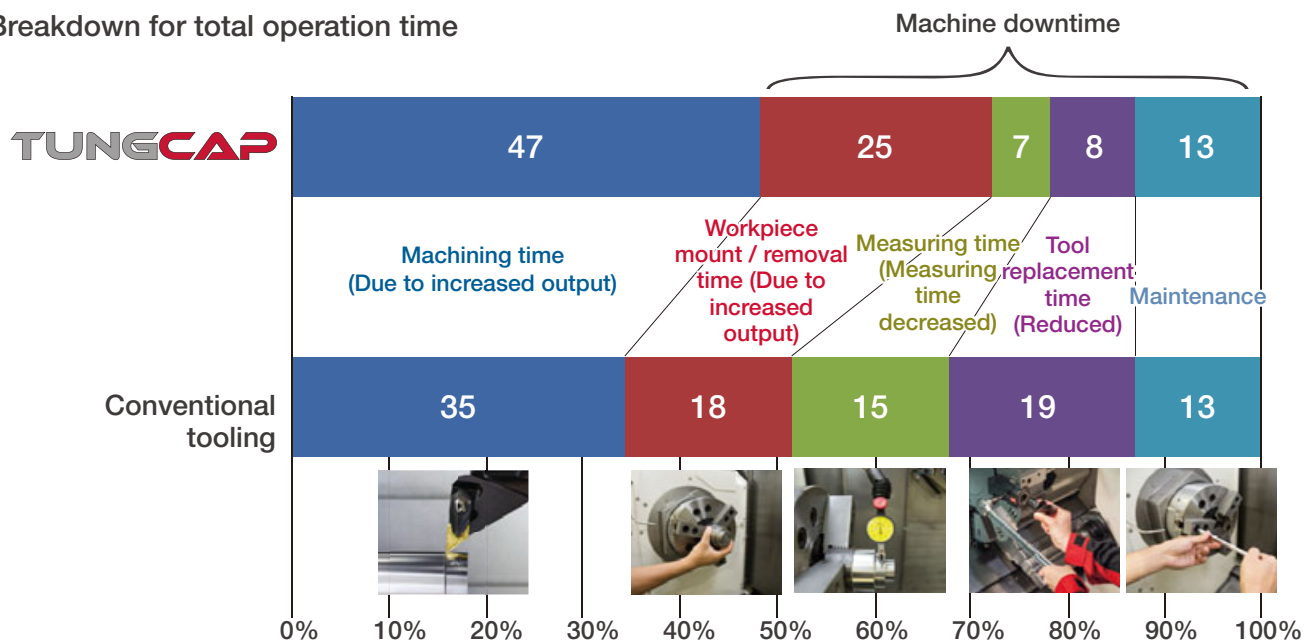 Breakdown for total operation time
Machine downtime
TUNGCAP
47
25
7
8
13
Machining time
(Due to increased output)
Workpiece
mount / removal
time (Due to
increased
output)
Measuring time
(Measuring
time
decreased)
Tool
replacement
time
(Reduced)
Maintenance
Conventional
tooling
35
18
15
19
13
0%
10%
20%
30%
40%
50%
60%
70%
80%
90%
100%